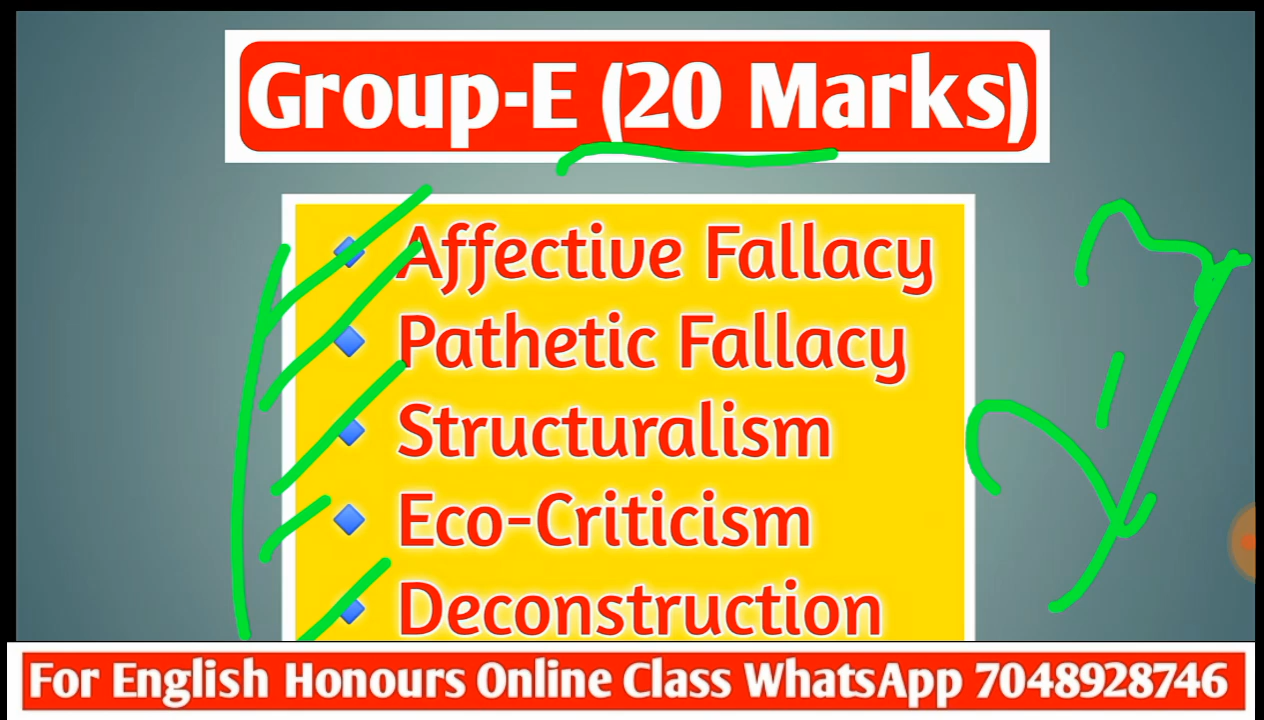 Group-E (20 Marks)
Affective Fallacy
Pathetic Fallacy
Structuralism
Eco-Criticism
Deconstruction
For English Honours Online Class WhatsApp 7048928746